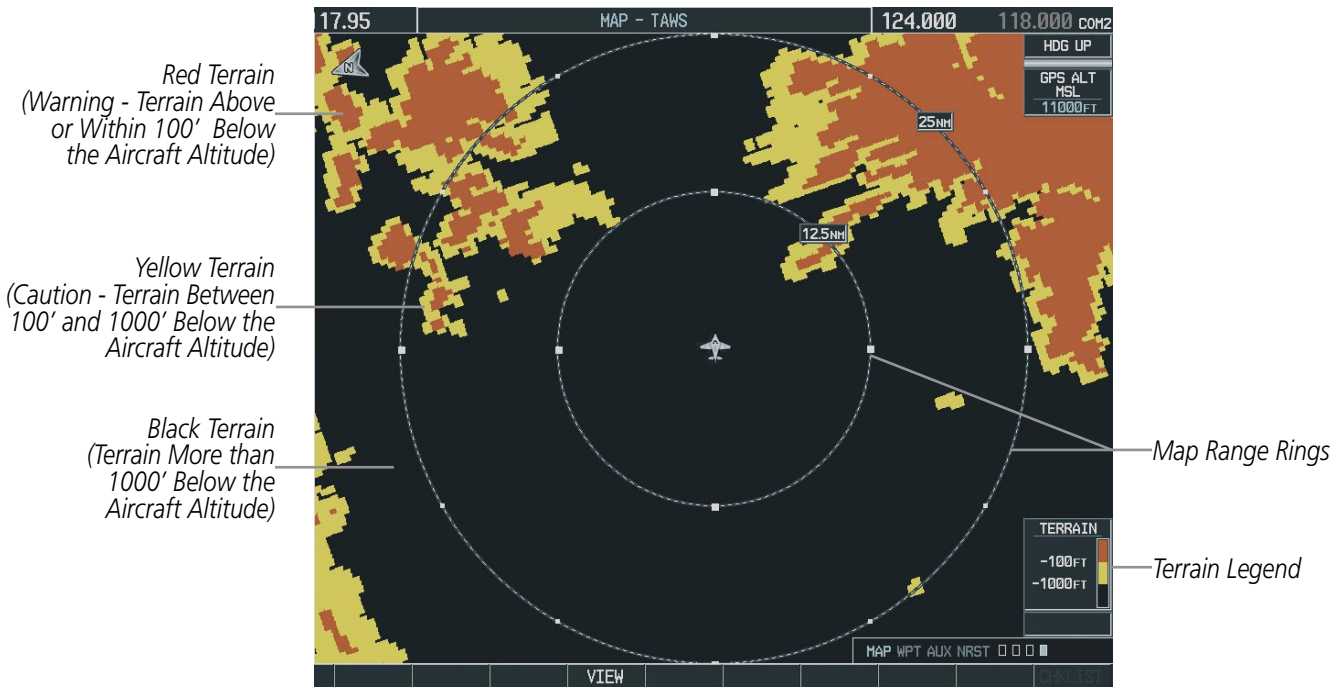 17.95
MAP - TAWS
124.000
118.000 COM2
HDG UP
GPS ALT
MSL
11000FT
N
25NM
12.5NM
Red Terrain
(Warning - Terrain Above
or Within 100’ Below
the Aircraft Altitude)
Yellow Terrain
(Caution - Terrain Between
100’ and 1000’ Below the
Aircraft Altitude)
Black Terrain
(Terrain More than
1000’ Below the
Aircraft Altitude)
Map Range Rings
TERRAIN
-100FT
-1000FT
Terrain Legend
MAP WPT AUX NRST
VIEW
CHKLIST